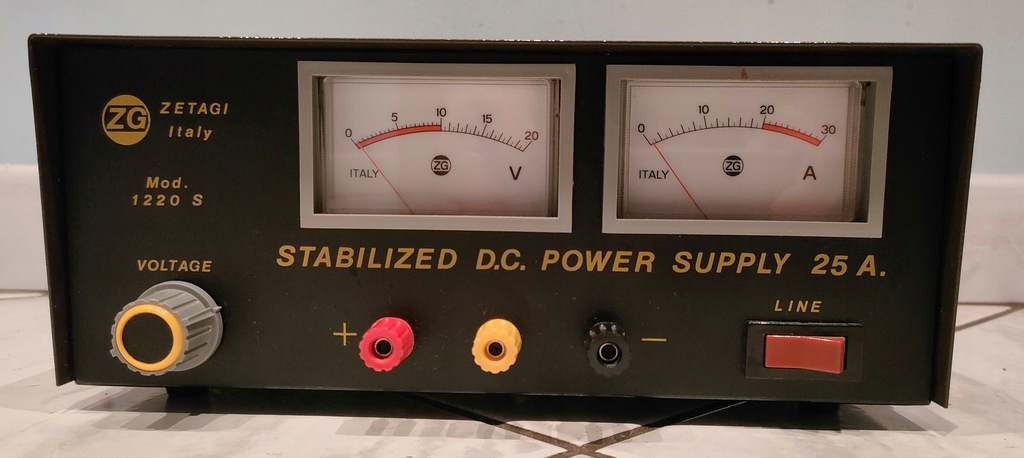 ZG
ZETAGI
Italy
Mod.
1220 S
0 5 10 15 20
ZG
ITALY
V
0 10 20 30
ZG
ITALY
A
STABILIZED D.C. POWER SUPPLY 25 A.
VOLTAGE
LINE
+
—